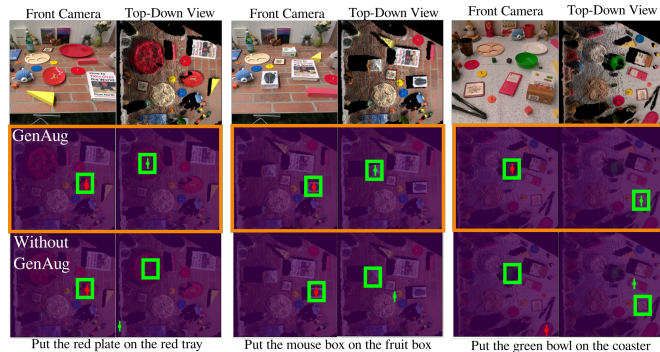 Front Camera Top-Down View Front Camera Top-Down View Front Camera Top-Down View
GenAug
Without
GenAug
Put the red plate on the red tray Put the mouse box on the fruit box Put the green bowl on the coaster